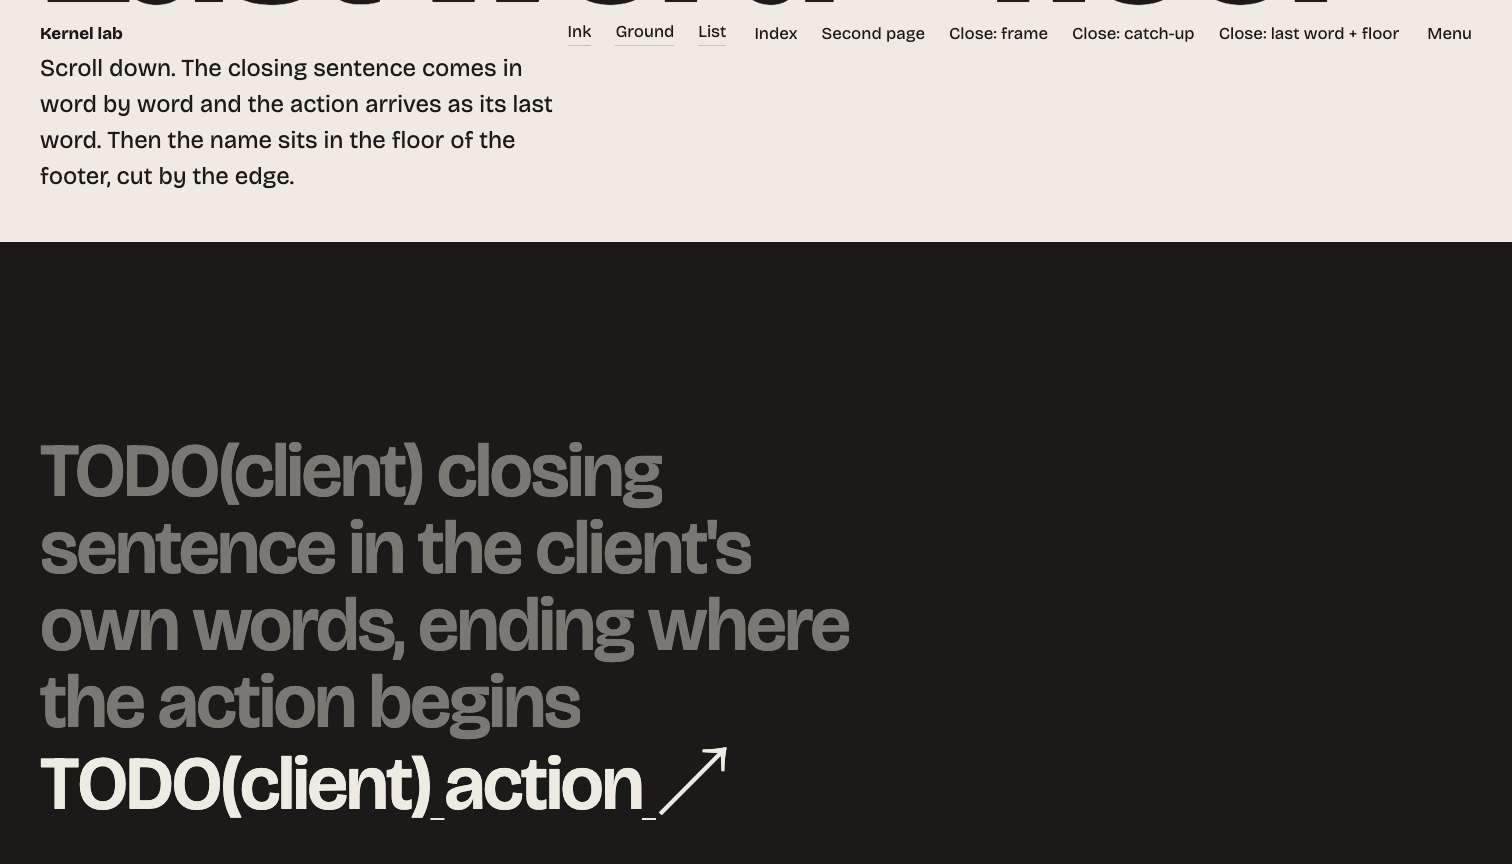 Kernel lab
Ink
Ground
List
Index
Second page
Close: frame
Close: catch-up
Close: last word + floor
Menu
Scroll down. The closing sentence comes in
word by word and the action arrives as its last
word. Then the name sits in the floor of the
footer, cut by the edge.
TODO(client) closing
sentence in the client's
own words, ending where
the action begins
TODO(client) action ↗